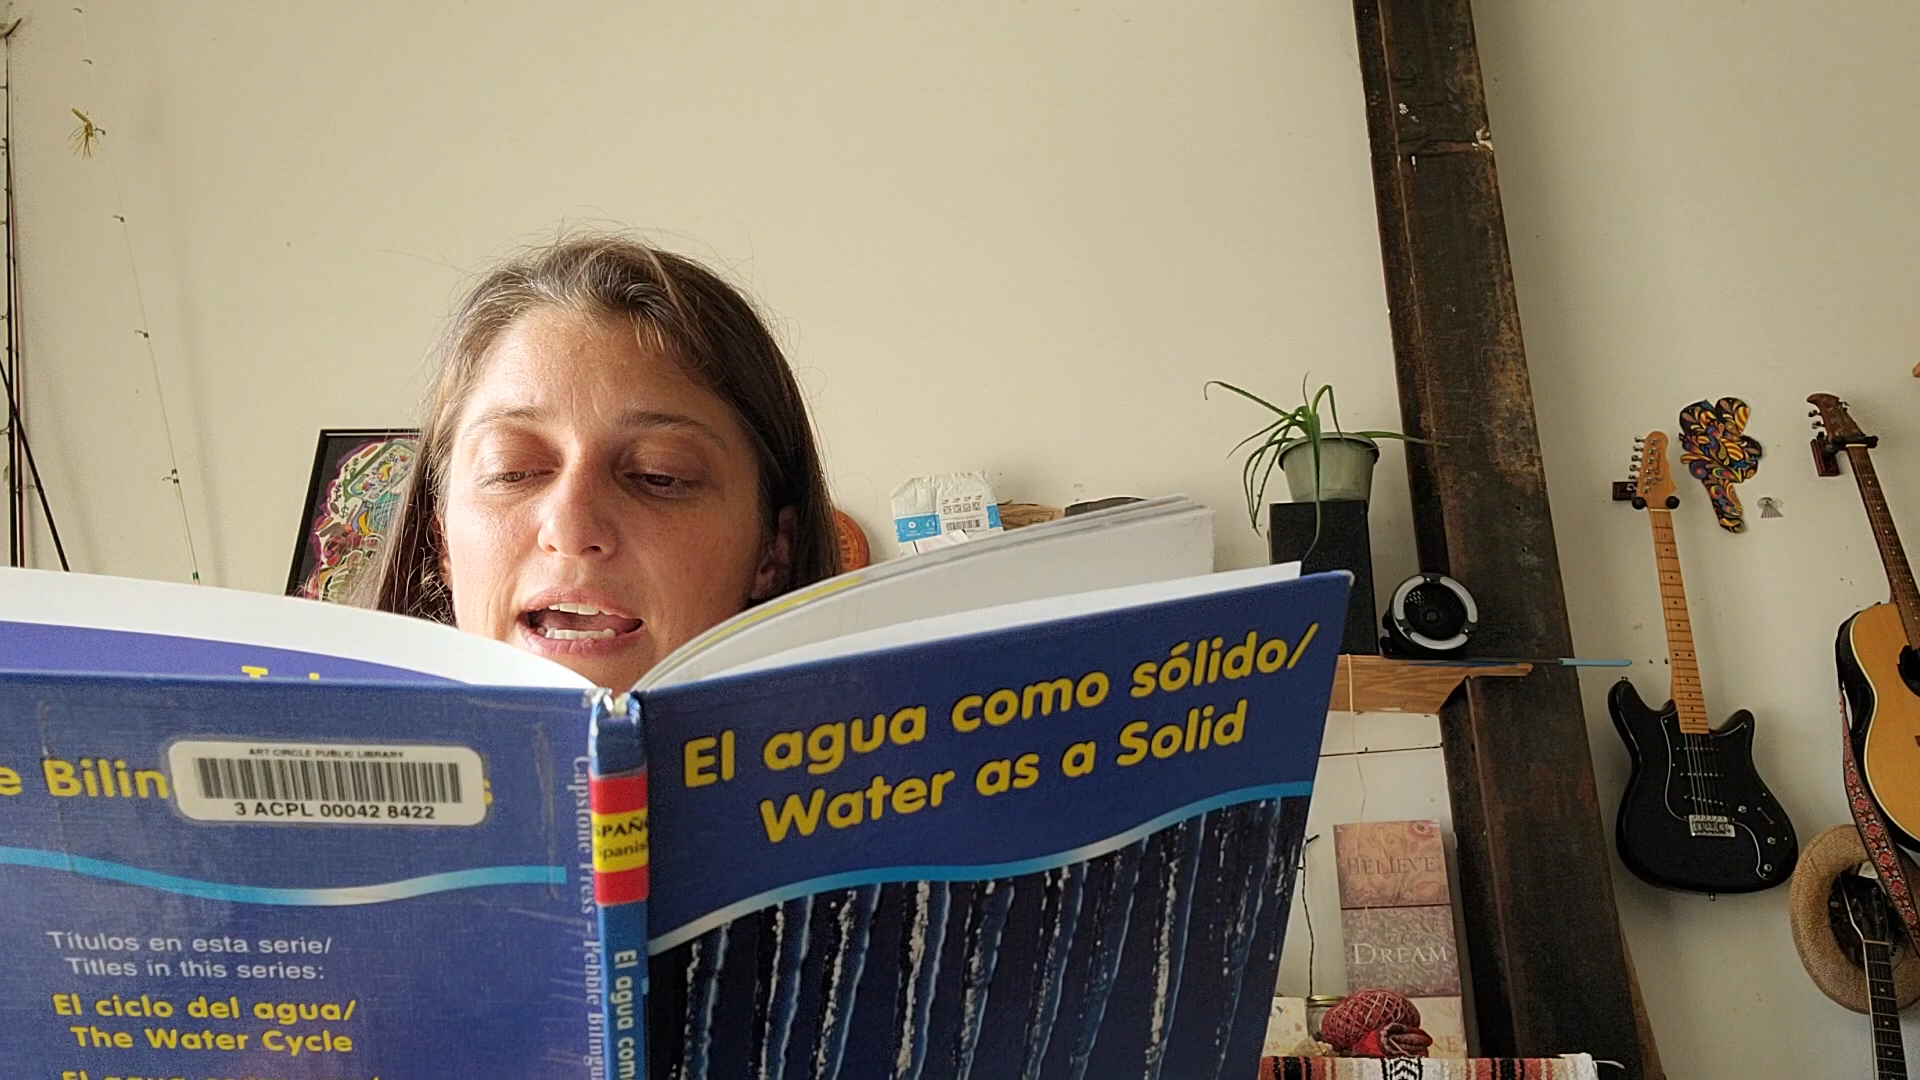 El agua como sólido/
Water as a Solid
ART CIRCLE PUBLIC LIBRARY
3 ACPL 00042 8422
e Bilin
s
Títulos en esta serie/
Titles in this series:
El ciclo del agua/
The Water Cycle
Capstone Press - Pebble Bilingu
SPAÑO
Spanis
El agua com
BELIEVE
DREAM